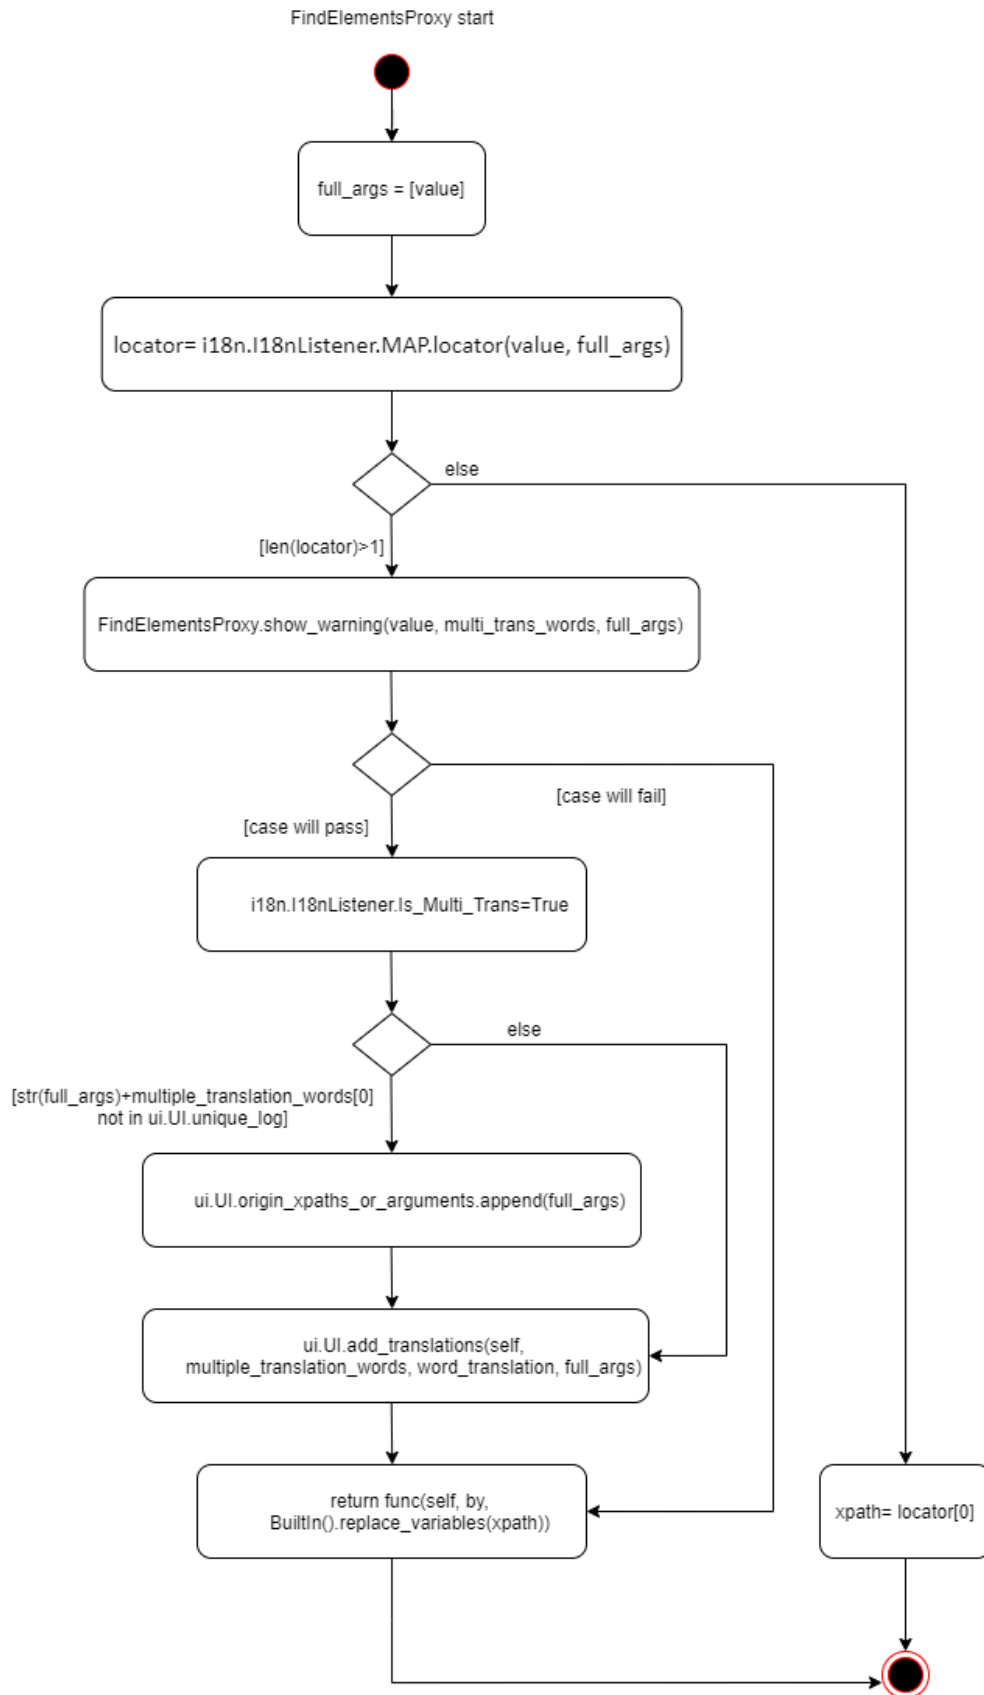 FindElementsProxy start
full_args = [value]
locator= i18n.I18nListener.MAP.locator(value, full_args)
else
[len(locator)>1]
FindElementsProxy.show_warning(value, multi_trans_words, full_args)
[case will fail]
[case will pass]
i18n.I18nListener.Is_Multi_Trans=True
else
[str(full_args)+multiple_translation_words[0]
not in ui.UI.unique_log]
ui.UI.origin_xpaths_or_arguments.append(full_args)
ui.UI.add_translations(self,
multiple_translation_words, word_translation, full_args)
return func(self, by,
BuiltIn().replace_variables(xpath))
xpath= locator[0]